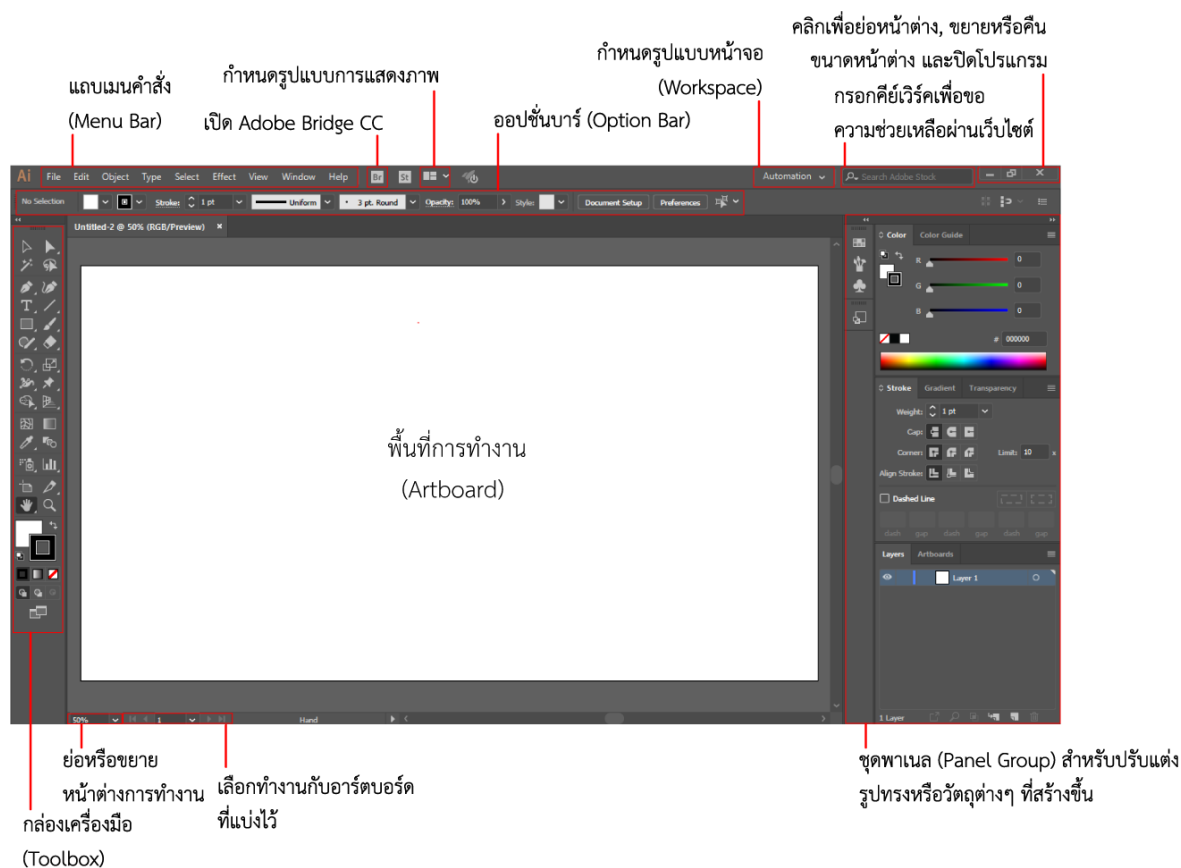 คลิกเพื่อย่อหน้าต่าง, ขยายหรือคืน
ขนาดหน้าต่าง และปิดโปรแกรม
กำหนดรูปแบบหน้าจอ
(Workspace)
กำหนดรูปแบบการแสดงภาพ
แถบเมนคำสั่ง
(Menu Bar)
เปิด Adobe Bridge CC
ออปชั่นบาร์ (Option Bar)
กรอกคีย์เวิร์คเพื่อขอ
ความช่วยเหลือผ่านเว็บไซต์
Ai File Edit Object Type Select Effect View Window Help Br St Automation Search Adobe Stock
No Selection Stroke: 1 pt Uniform 3 pt. Round Opacity: 100% Style: Document Setup Preferences
Untitled-2 @ 50% (RGB/Preview) ×
Color Color Guide
R 0
G 0
B 0
# 000000
Stroke Gradient Transparency
Weight: 1 pt
Cap:
Corner: Limit: 10 x
Align Stroke:
Dashed Line
dash gap dash gap dash gap
Layers Artboards
Layer 1
1 Layer
พื้นที่การทำงาน
(Artboard)
50% 1 Hand
ย่อหรือขยาย
หน้าต่างการทำงาน
เลือกทำงานกับอาร์ตบอร์ด
ที่แบ่งไว้
กล่องเครื่องมือ
(Toolbox)
ชุดพาเนล (Panel Group) สำหรับปรับแต่ง
รูปทรงหรือวัตถุต่างๆ ที่สร้างขึ้น